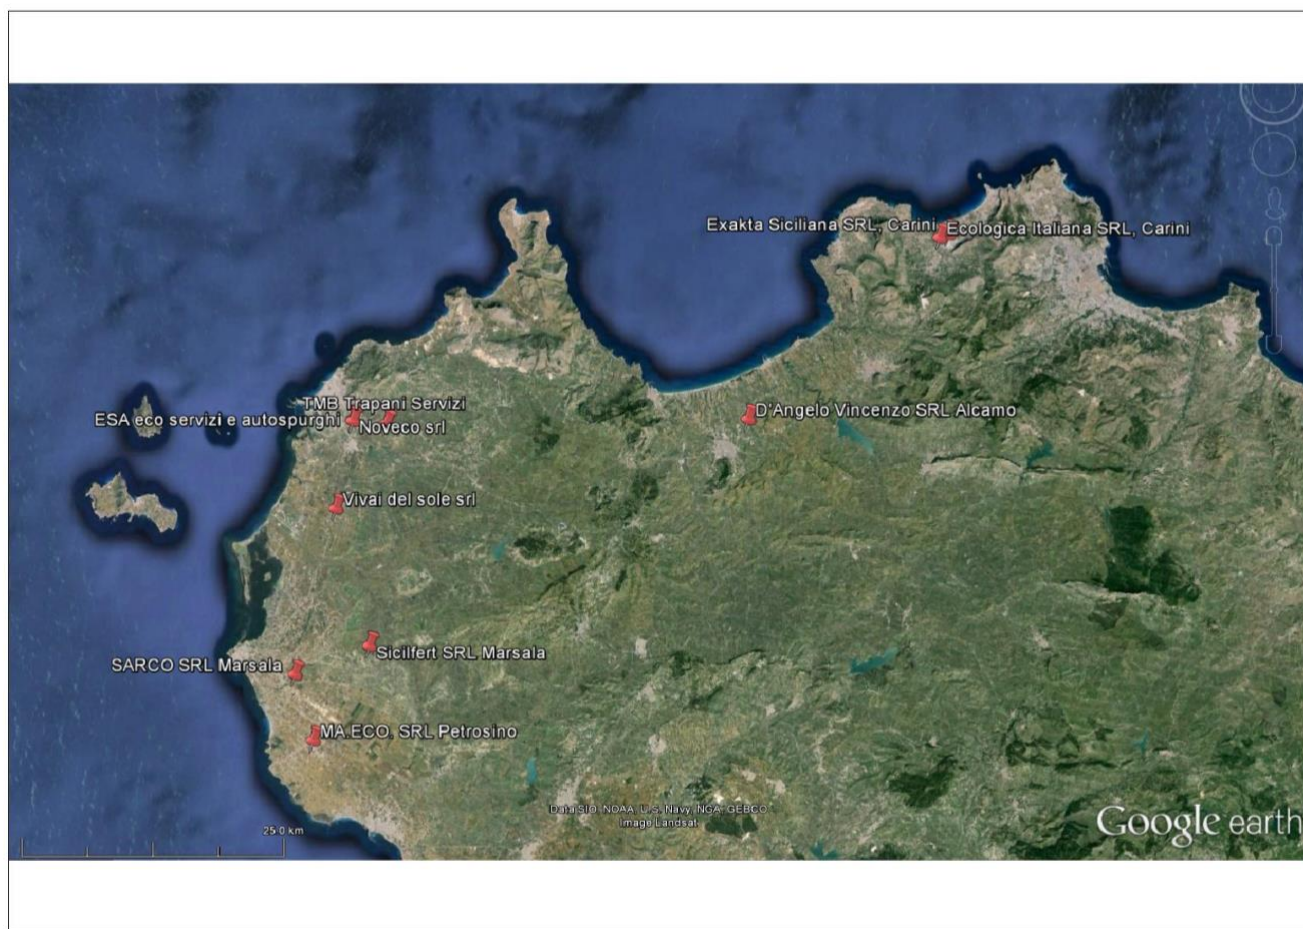 Exakta Siciliana SRL, Carini
Ecologica Italiana SRL, Carini
TMB Trapani Servizi
ESA eco servizi e autospurghi
Noveco srl
D'Angelo Vincenzo SRL Alcamo
Vivai del sole srl
Sicilfert SRL Marsala
SARCO SRL Marsala
MA.ECO. SRL Petrosino
Data SIO, NOAA, U.S. Navy, NGA, GEBCO
Image Landsat
25.0 km
Google earth